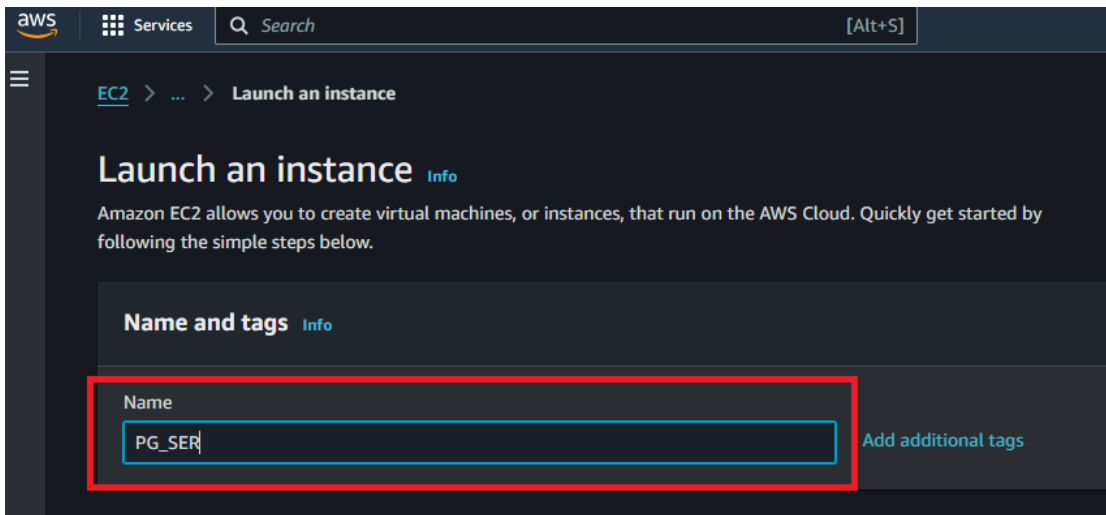 aws Services Search [Alt+S]
EC2 > ... > Launch an instance
Launch an instance Info
Amazon EC2 allows you to create virtual machines, or instances, that run on the AWS Cloud. Quickly get started by
following the simple steps below.
Name and tags Info
Name
PG_SER
Add additional tags